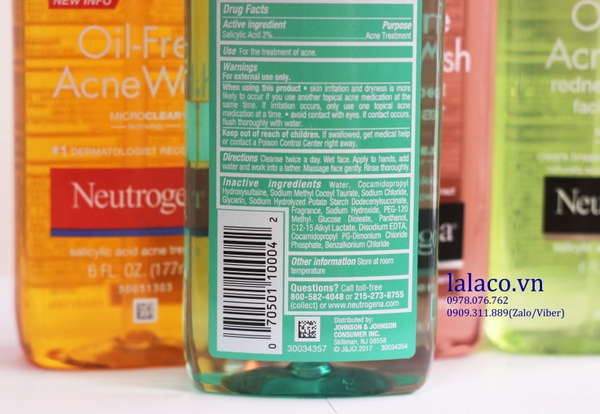 NEW INFO
Oil-Fre
Acne Wa
MICROCLEAR
#1 DERMATOLOGIST RECO
Neutroge
salicylic acid acne trea
6 FL. OZ. (177m
30031303
Drug Facts
Active ingredient Purpose
Salicylic Acid 2% Acne Treatment
Use For the treatment of acne.
Warnings
For external use only.
When using this product • skin irritation and dryness is more
likely to occur if you use another topical acne medication at the
same time. If irritation occurs, only use one topical acne
medication at a time. • avoid contact with eyes. If contact occurs,
flush thoroughly with water.
Keep out of reach of children. If swallowed, get medical help
or contact a Poison Control Center right away.
Directions Cleanse twice a day. Wet face. Apply to hands, add
water and work into a lather. Massage face gently. Rinse thoroughly.
Inactive ingredients Water, Cocamidopropyl
Hydroxysultaine, Sodium Methyl Cocoyl Taurate, Sodium Chloride,
Glycerin, Sodium Hydrolyzed Potato Starch Dodecenylsuccinate,
Fragrance, Sodium Hydroxide, PEG-120
Methyl Glucose Dioleate, Panthenol,
C12-15 Alkyl Lactate, Disodium EDTA,
Cocamidopropyl PG-Dimonium Chloride
Phosphate, Benzalkonium Chloride
Other information Store at room
temperature
Questions? Call toll-free
800-582-4048 or 215-273-8755
(collect) or www.neutrogena.com
0 70501 10004 2
Distributed by:
JOHNSON & JOHNSON
CONSUMER INC.
Skillman, NJ 08558
© J&JCI 2017 30034354
30034357
sh
a
O
Acn
redne
faci
lalaco.vn
0978.076.762
0909.311.889(Zalo/Viber)